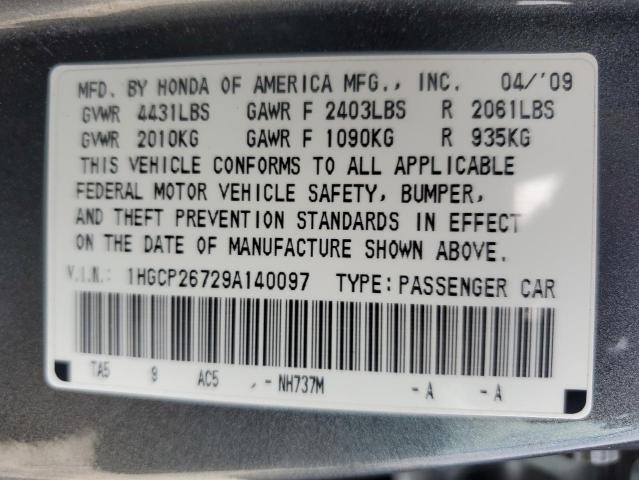 MFD. BY HONDA OF AMERICA MFG., INC. 04/'09
GVWR 4431LBS GAWR F 2403LBS R 2061LBS
GVWR 2010KG GAWR F 1090KG R 935KG
THIS VEHICLE CONFORMS TO ALL APPLICABLE
FEDERAL MOTOR VEHICLE SAFETY, BUMPER,
AND THEFT PREVENTION STANDARDS IN EFFECT
ON THE DATE OF MANUFACTURE SHOWN ABOVE.
V.I.N.: 1HGCP26729A140097 TYPE: PASSENGER CAR
TA5 9 AC5 ,- NH737M -A -A